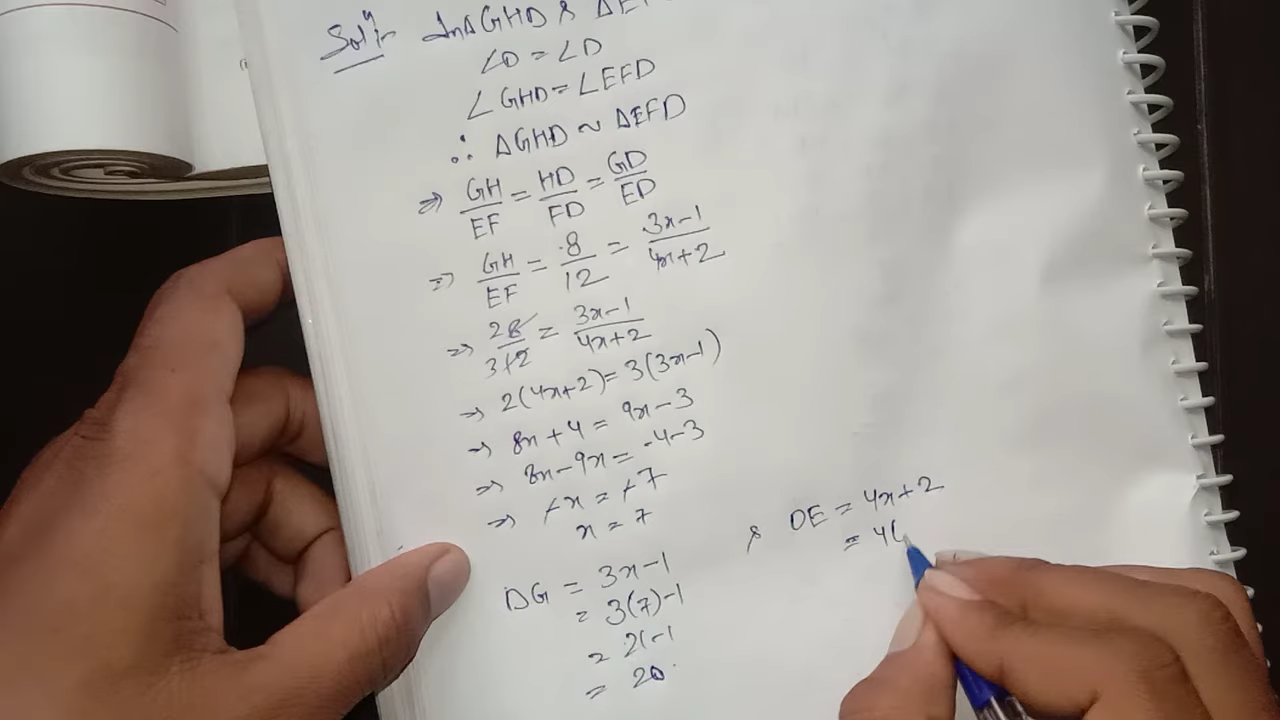 Solⁿ:- In ΔGHD & ΔEF
∠D = ∠D
∠GHD = ∠EFD
∴ ΔGHD ~ ΔEFD
⇒ GH/EF = HD/FD = GD/ED
⇒ GH/EF = 8/12 = 3x-1/4x+2
⇒ 2 8/3 12 = 3x-1/4x+2
⇒ 2(4x+2) = 3(3x-1)
⇒ 8x+4 = 9x-3
⇒ 8x-9x = -4-3
⇒ -x = -7
x = 7
DG = 3x-1
= 3(7)-1
= 21-1
= 20
& DE = 4x+2
= 4(